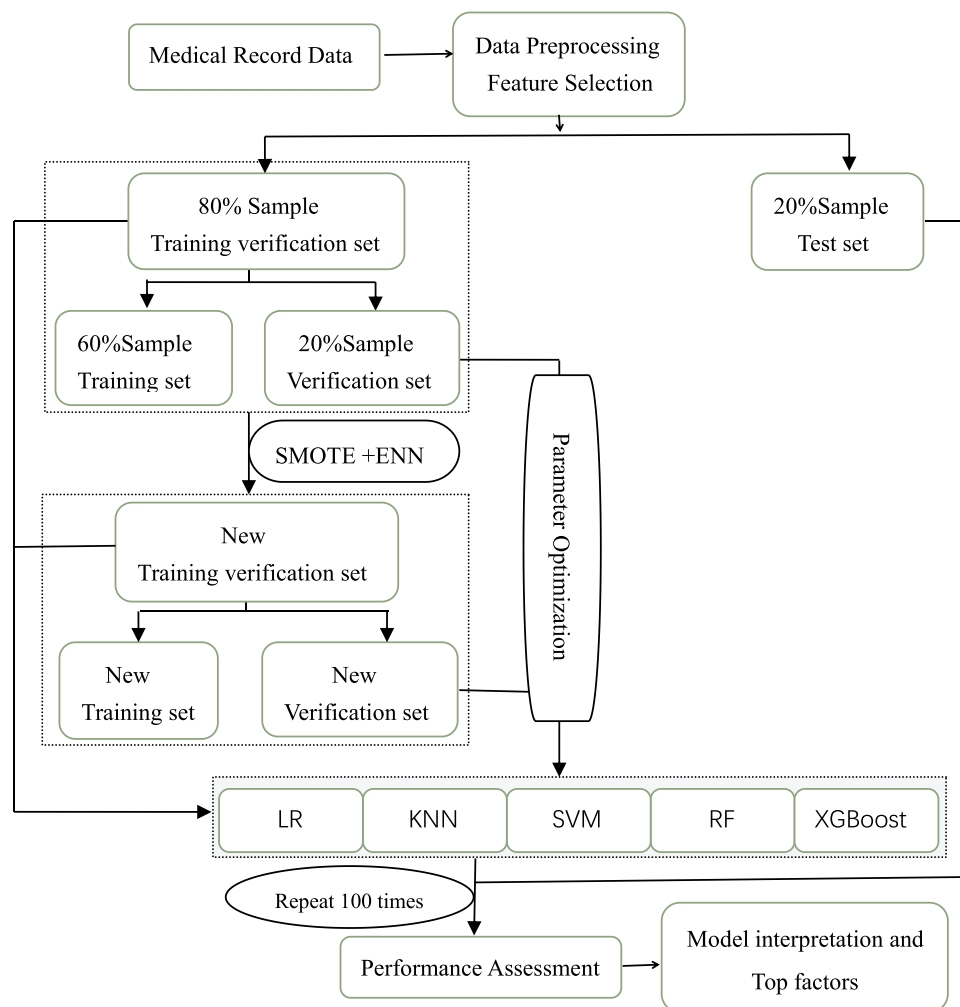 Medical Record Data
Data Preprocessing
Feature Selection
80% Sample
Training verification set
20%Sample
Test set
60%Sample
Training set
20%Sample
Verification set
SMOTE +ENN
Parameter Optimization
New
Training verification set
New
Training set
New
Verification set
LR
KNN
SVM
RF
XGBoost
Repeat 100 times
Performance Assessment
Model interpretation and
Top factors